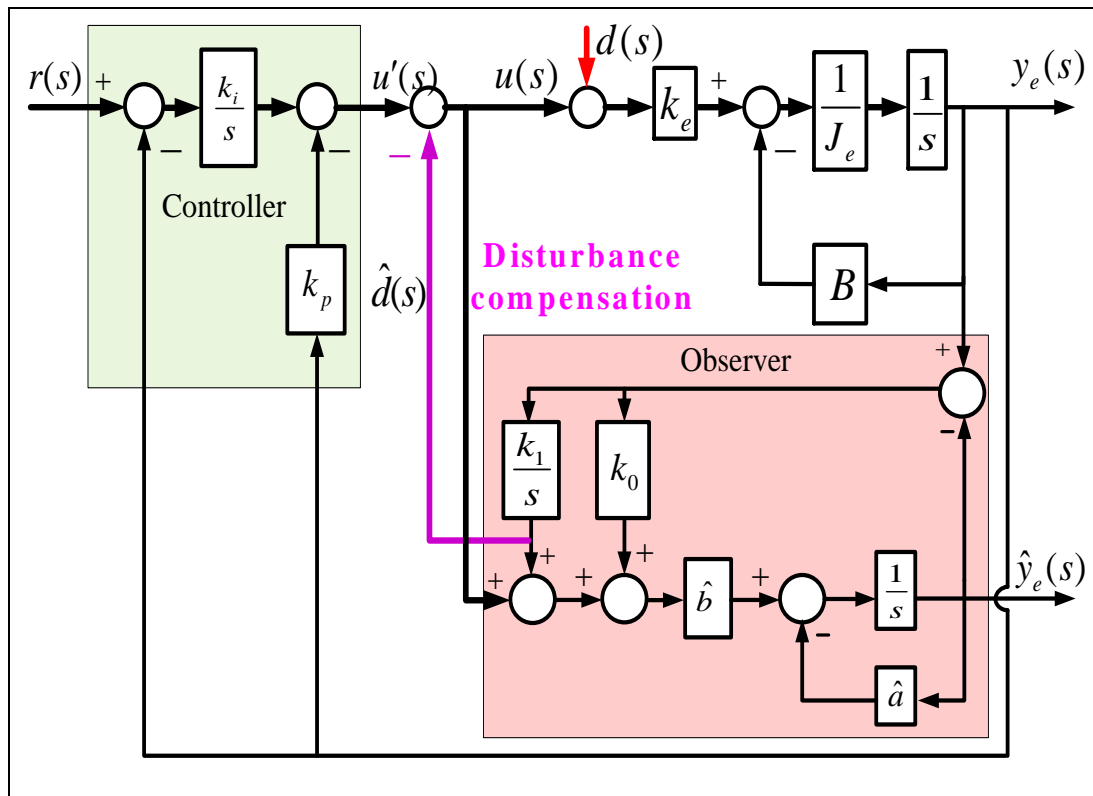 r(s)
+
−
k_i
s
−
u'(s)
−
u(s)
d(s)
k_e
+
−
1
J_e
1
s
y_e(s)
Controller
k_p
d̂(s)
Disturbance
compensation
B
Observer
+
−
k_1
s
k_0
+
+
+
+
b̂
+
−
1
s
ŷ_e(s)
â